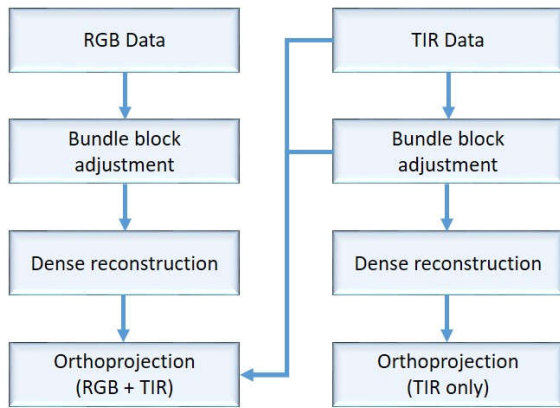 RGB Data
TIR Data
Bundle block
adjustment
Bundle block
adjustment
Dense reconstruction
Dense reconstruction
Orthoprojection
(RGB + TIR)
Orthoprojection
(TIR only)